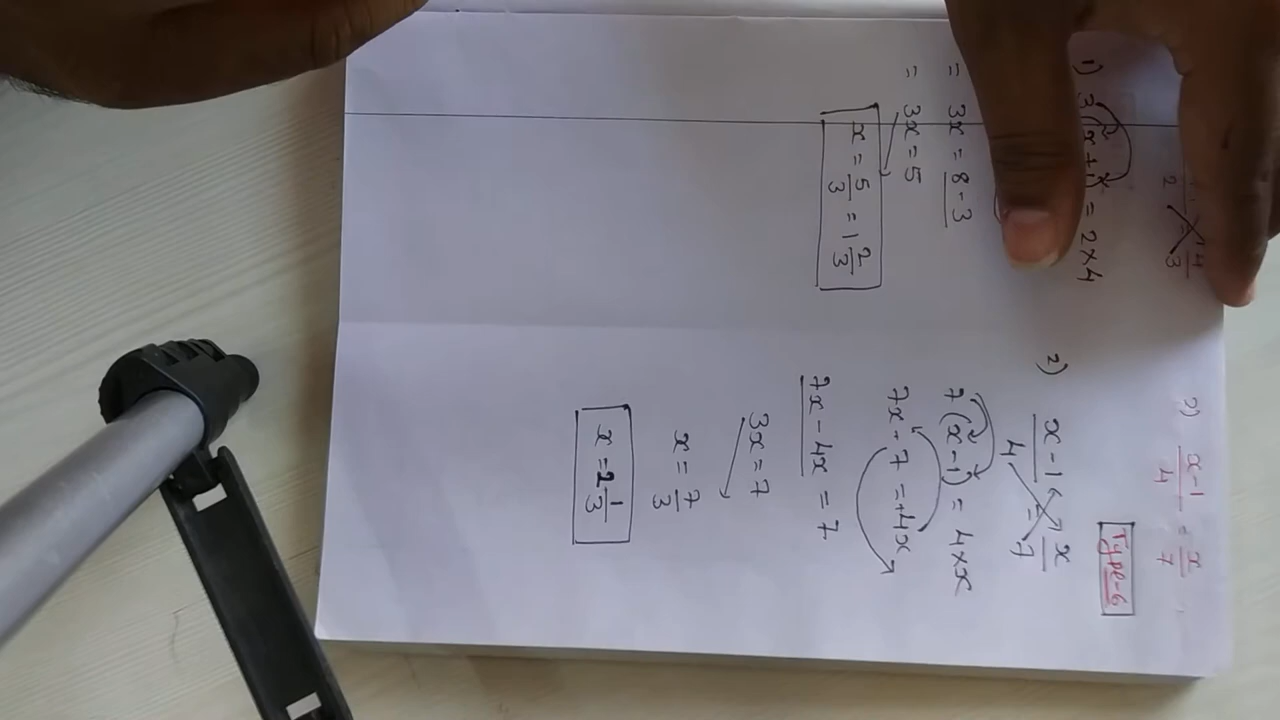 2) x-1/4 = x/7
Type-6
1) 3(x+1) = 2×4
= 3x = 8-3
= 3x = 5
x = 5/3 = 1 2/3
2) x-1/4 = x/7
7(x-1) = 4×x
7x-7 = +4x
7x-4x = 7
3x = 7
x = 7/3
x = 2 1/3